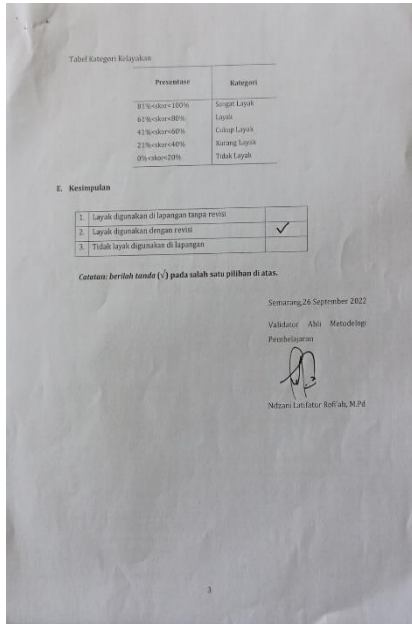 Tabel Kategori Kelayakan
Presentase Kategori
81%<skor<100% Sangat Layak
61%<skor<80% Layak
41%<skor<60% Cukup Layak
21%<skor<40% Kurang Layak
0%<skor<20% Tidak Layak
E. Kesimpulan
1. Layak digunakan di lapangan tanpa revisi
2. Layak digunakan dengan revisi ✓
3. Tidak layak digunakan di lapangan
Catatan: berilah tanda (√) pada salah satu pilihan di atas.
Semarang,26 September 2022
Validator Ahli Metodologi
Pembelajaran
Ndzani Latifatur Rofi'ah, M.Pd
3